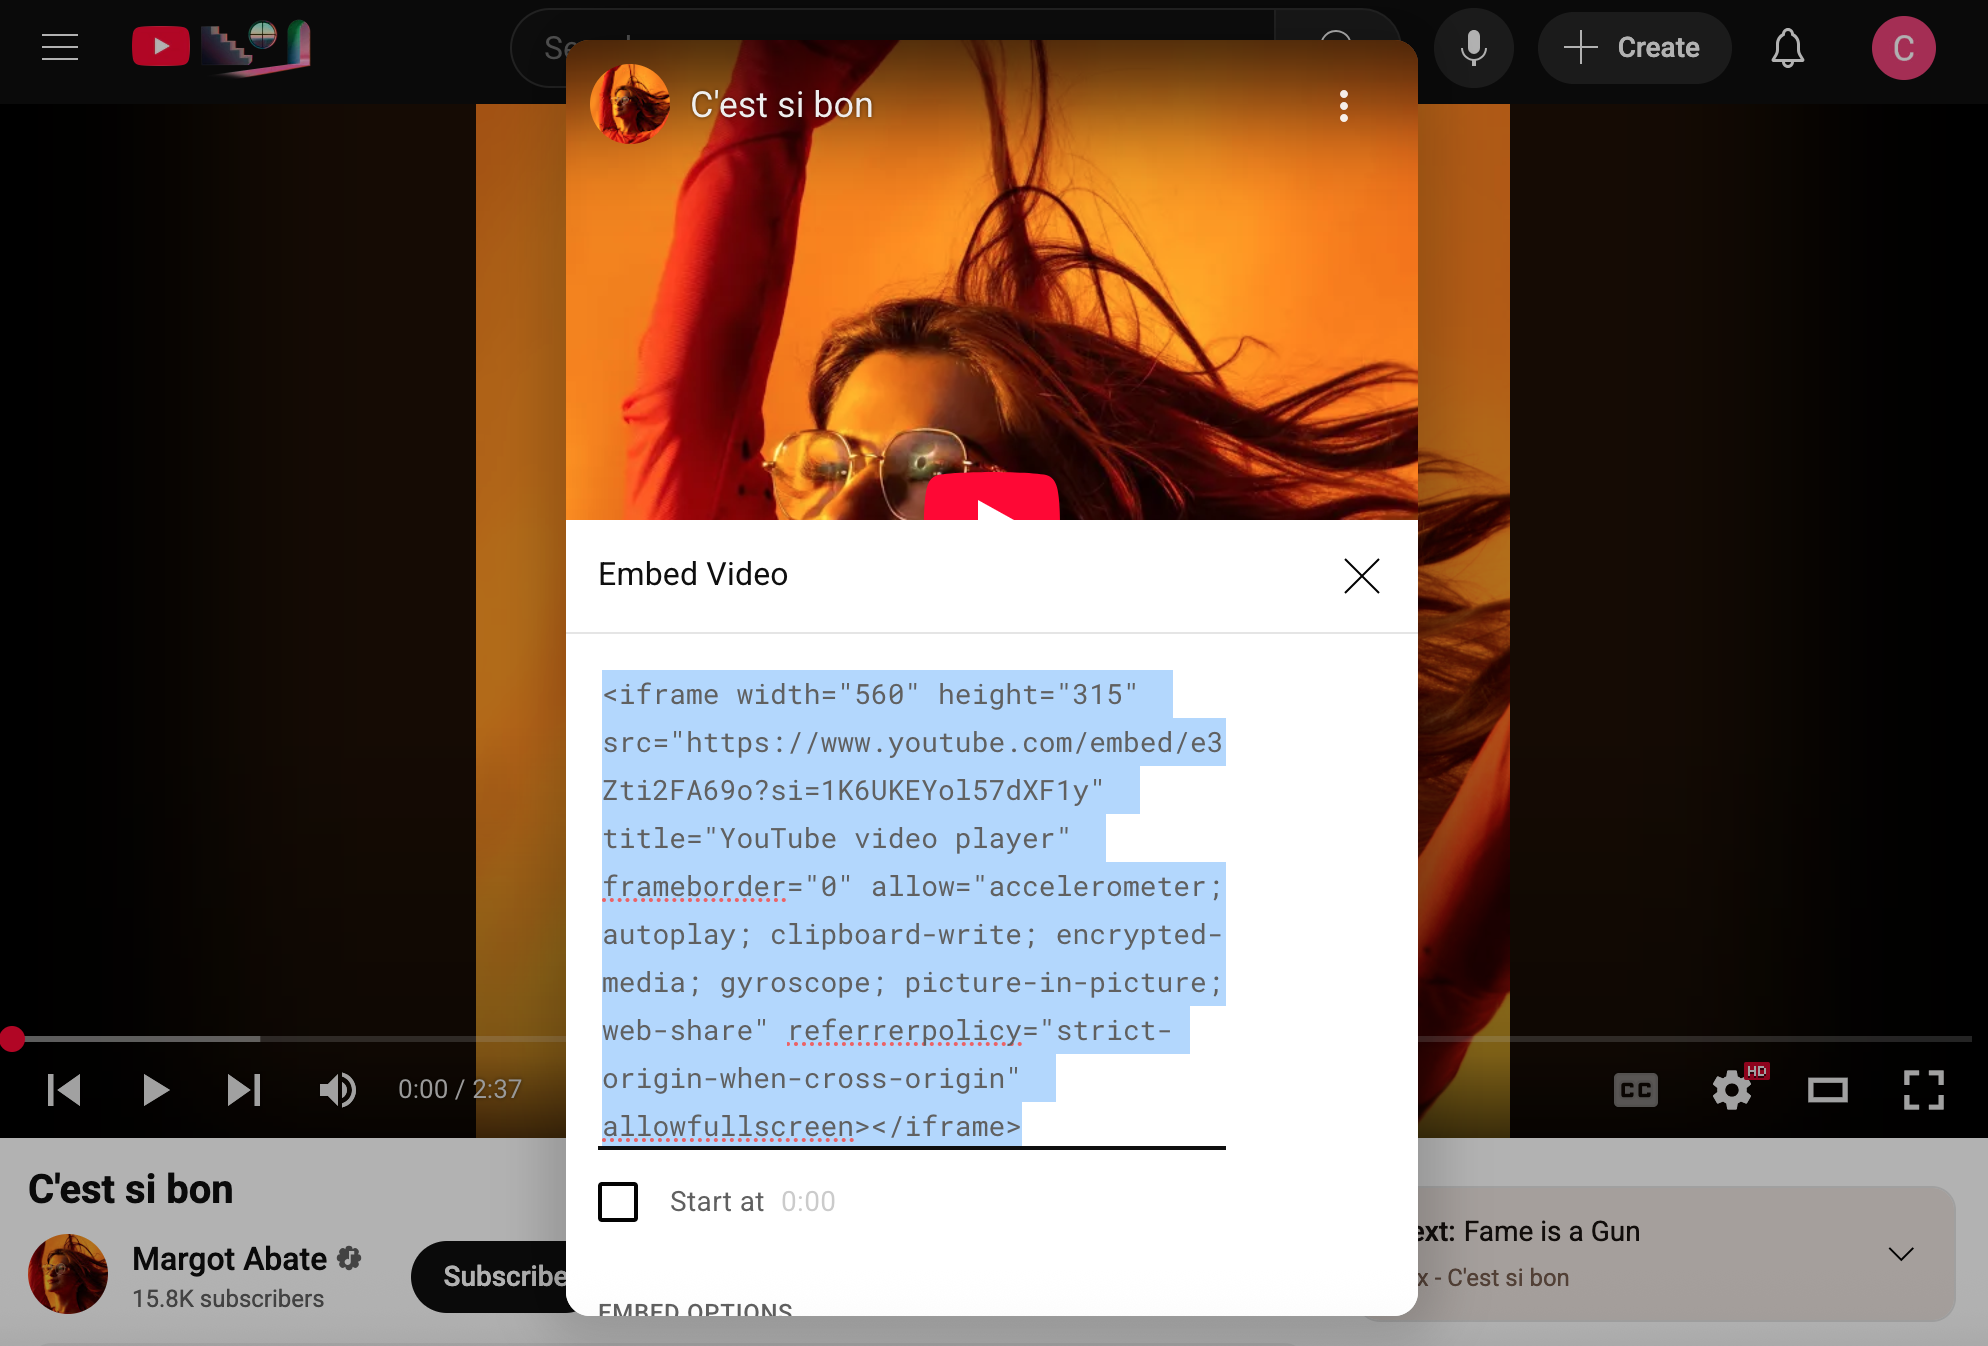 Create
C
C'est si bon
Embed Video
<iframe width="560" height="315"
src="https://www.youtube.com/embed/e3
Zti2FA69o?si=1K6UKEYol57dXF1y"
title="YouTube video player"
frameborder="0" allow="accelerometer;
autoplay; clipboard-write; encrypted-
media; gyroscope; picture-in-picture;
web-share" referrerpolicy="strict-
origin-when-cross-origin"
allowfullscreen></iframe>
Start at 0:00
EMBED OPTIONS
0:00 / 2:37
CC
HD
C'est si bon
Margot Abate
15.8K subscribers
Subscribe
Fame is a Gun
- C'est si bon